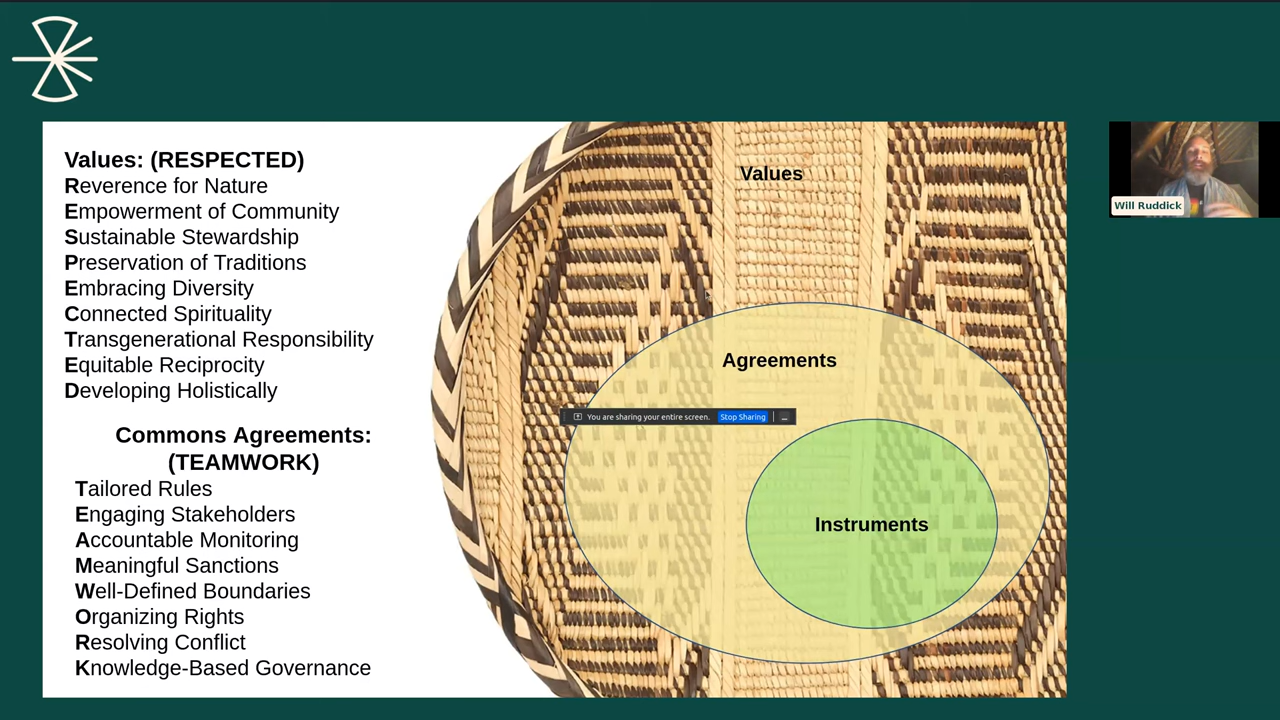 Values: (RESPECTED)
Reverence for Nature
Empowerment of Community
Sustainable Stewardship
Preservation of Traditions
Embracing Diversity
Connected Spirituality
Transgenerational Responsibility
Equitable Reciprocity
Developing Holistically
Commons Agreements:
(TEAMWORK)
Tailored Rules
Engaging Stakeholders
Accountable Monitoring
Meaningful Sanctions
Well-Defined Boundaries
Organizing Rights
Resolving Conflict
Knowledge-Based Governance
Values
Agreements
You are sharing your entire screen. Stop Sharing
Instruments
Will Ruddick